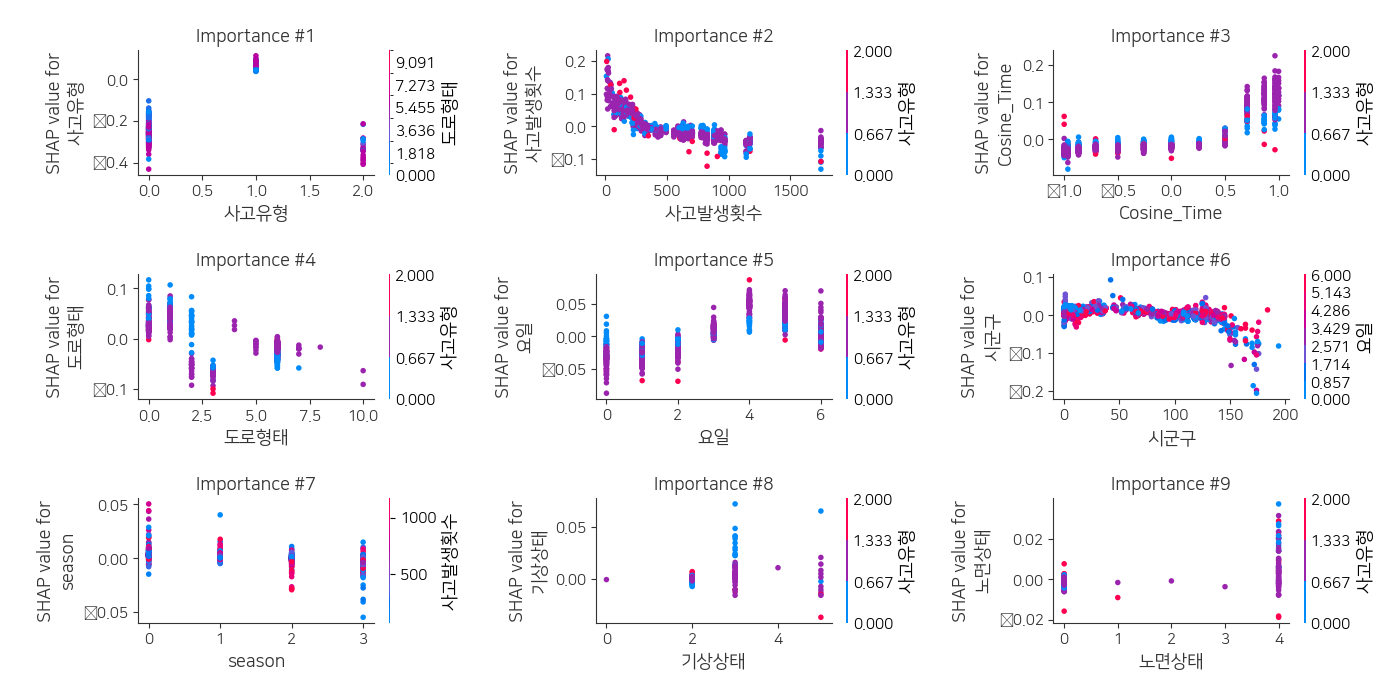 Importance #1
SHAP value for
사고유형
0.0
0.2
0.4
0.0
0.5
1.0
1.5
2.0
사고유형
9.091
7.273
5.455
3.636
1.818
0.000
도로형태
Importance #2
SHAP value for
사고발생횟수
0.2
0.1
0.0
0.1
0
500
1000
1500
사고발생횟수
2.000
1.333
0.667
0.000
사고유형
Importance #3
SHAP value for
Cosine_Time
0.2
0.1
0.0
1.0
0.5
0.0
0.5
1.0
Cosine_Time
2.000
1.333
0.667
0.000
사고유형
Importance #4
SHAP value for
도로형태
0.1
0.0
0.1
0.0
2.5
5.0
7.5
10.0
도로형태
2.000
1.333
0.667
0.000
사고유형
Importance #5
SHAP value for
요일
0.05
0.00
0.05
0
2
4
6
요일
2.000
1.333
0.667
0.000
사고유형
Importance #6
SHAP value for
시군구
0.1
0.0
0.1
0.2
0
50
100
150
200
시군구
6.000
5.143
4.286
3.429
2.571
1.714
0.857
0.000
요일
Importance #7
SHAP value for
season
0.05
0.00
0.05
0
1
2
3
season
1000
500
사고발생횟수
Importance #8
SHAP value for
기상상태
0.05
0.00
0
2
4
기상상태
2.000
1.333
0.667
0.000
사고유형
Importance #9
SHAP value for
노면상태
0.02
0.00
0.02
0
1
2
3
4
노면상태
2.000
1.333
0.667
0.000
사고유형